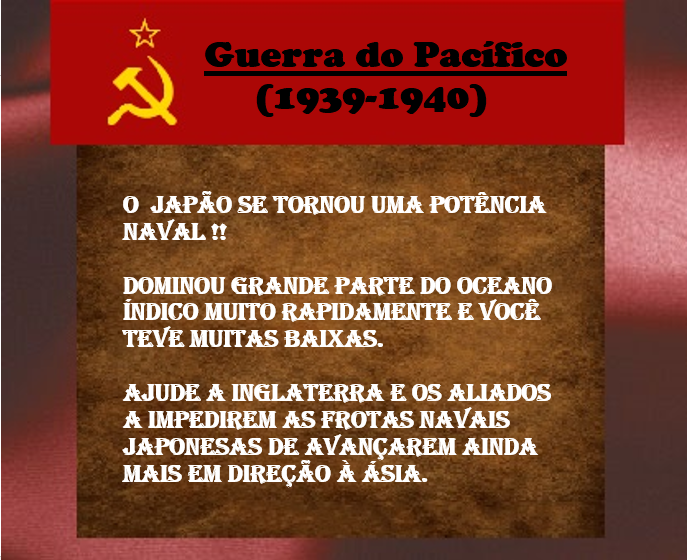 Guerra do Pacífico
(1939-1940)
O JAPÃO SE TORNOU UMA POTÊNCIA
NAVAL !!
DOMINOU GRANDE PARTE DO OCEANO
ÍNDICO MUITO RAPIDAMENTE E VOCÊ
TEVE MUITAS BAIXAS.
AJUDE A INGLATERRA E OS ALIADOS
A IMPEDIREM AS FROTAS NAVAIS
JAPONESAS DE AVANÇAREM AINDA
MAIS EM DIREÇÃO À ÁSIA.